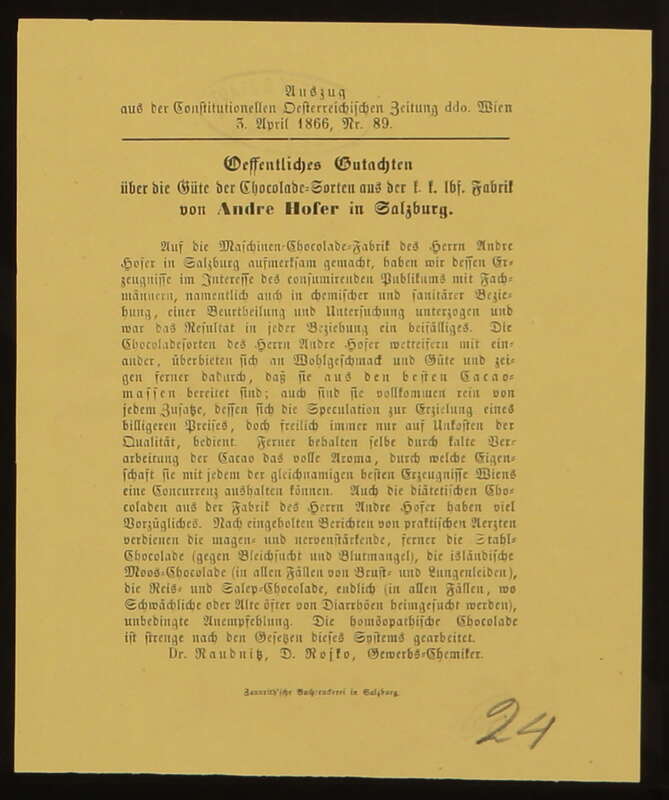 Auszug
aus der Constitutionellen Oesterreichischen Zeitung ddo. Wien
3. April 1866, Nr. 89.
Oeffentliches Gutachten
über die Güte der Chocolade-Sorten aus der k. k. lbf. Fabrik
von Andre Hofer in Salzburg.
Auf die Maschinen-Chocolade-Fabrik des Herrn Andre
Hofer in Salzburg aufmerksam gemacht, haben wir dessen Er-
zeugnisse im Interesse des consumirenden Publikums mit Fach-
männern, namentlich auch in chemischer und sanitärer Bezie-
hung, einer Beurtheilung und Untersuchung unterzogen und
war das Resultat in jeder Beziehung ein beifälliges. Die
Chocoladesorten des Herrn Andre Hofer wetteifern mit ein-
ander, überbieten sich an Wohlgeschmack und Güte und zei-
gen ferner dadurch, daß sie aus den besten Cacao-
massen bereitet sind; auch sind sie vollkommen rein von
jedem Zusatze, dessen sich die Speculation zur Erzielung eines
billigeren Preises, doch freilich immer nur auf Unkosten der
Qualität, bedient. Ferner behalten selbe durch kalte Ver-
arbeitung der Cacao das volle Aroma, durch welche Eigen-
schaft sie mit jedem der gleichnamigen besten Erzeugnisse Wiens
eine Concurrenz aushalten können. Auch die diätetischen Cho-
coladen aus der Fabrik des Herrn Andre Hofer haben viel
Vorzügliches. Nach eingeholten Berichten von praktischen Aerzten
verdienen die magen- und nervenstärkende, ferner die Stahl-
Chocolade (gegen Bleichsucht und Blutmangel), die isländische
Moos-Chocolade (in allen Fällen von Brust- und Lungenleiden),
die Reis- und Salep-Chocolade, endlich (in allen Fällen, wo
Schwächliche oder Alte öfter von Diarrhöen heimgesucht werden),
unbedingte Anempfehlung. Die homöopathische Chocolade
ist strenge nach den Gesetzen dieses Systems gearbeitet.
Dr. Raudnitz, D. Rojko, Gewerbs-Chemiker.
Zaunrith'sche Buchdruckerei in Salzburg.
24